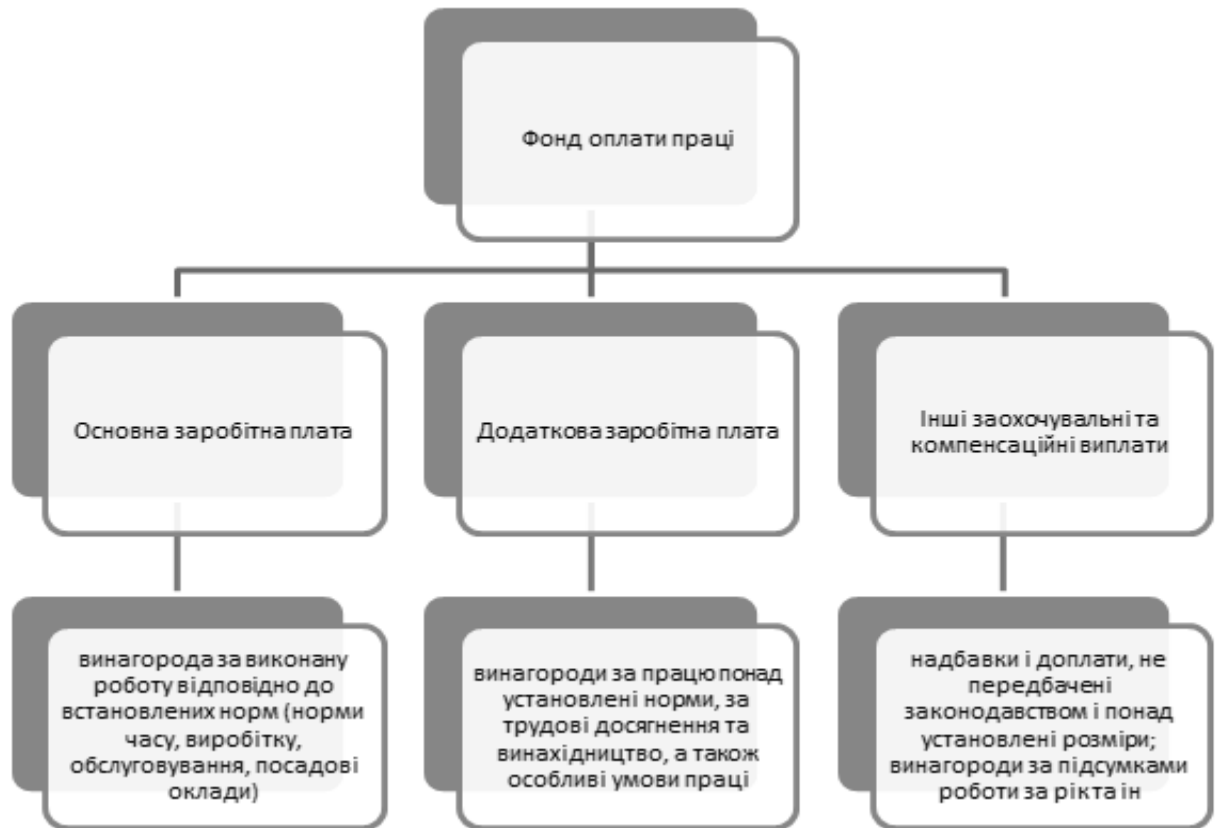 Фонд оплати праці
Основна заробітна плата
Додаткова заробітна плата
Інші заохочувальні та
компенсаційні виплати
винагорода за виконану
роботу відповідно до
встановлених норм (норми
часу, виробітку,
обслуговування, посадові
оклади)
винагороди за працю понад
установлені норми, за
трудові досягнення та
винахідництво, а також
особливі умови праці
надбавки і доплати, не
передбачені
законодавством і понад
установлені розміри;
винагороди за підсумками
роботи за рік та ін